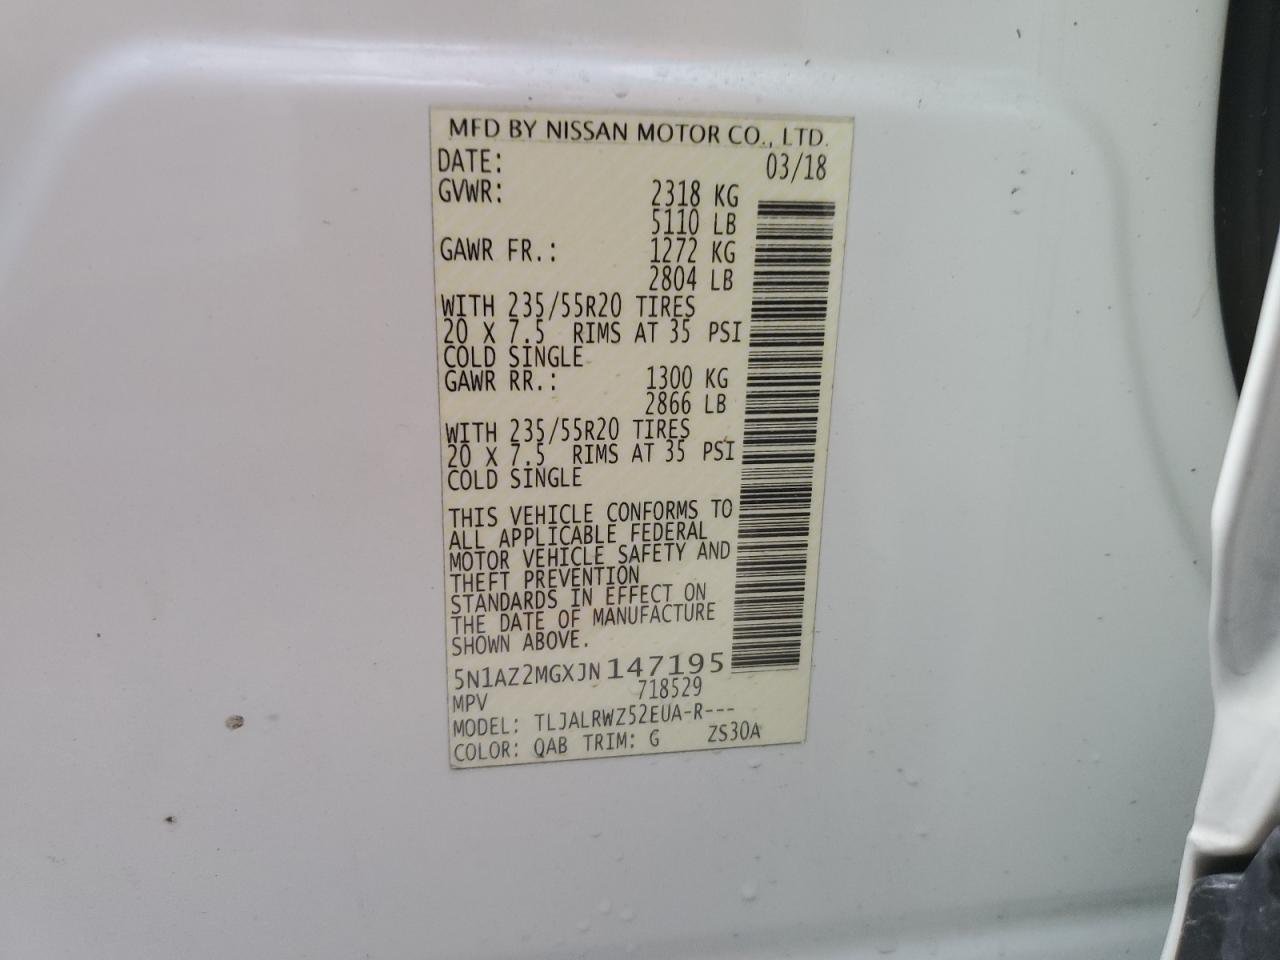 MFD BY NISSAN MOTOR CO., LTD.
DATE: 03/18
GVWR: 2318 KG
5110 LB
GAWR FR.: 1272 KG
2804 LB
WITH 235/55R20 TIRES
20 X 7.5 RIMS AT 35 PSI
COLD SINGLE
GAWR RR.: 1300 KG
2866 LB
WITH 235/55R20 TIRES
20 X 7.5 RIMS AT 35 PSI
COLD SINGLE
THIS VEHICLE CONFORMS TO
ALL APPLICABLE FEDERAL
MOTOR VEHICLE SAFETY AND
THEFT PREVENTION
STANDARDS IN EFFECT ON
THE DATE OF MANUFACTURE
SHOWN ABOVE.
5N1AZ2MGXJN147195
MPV 718529
MODEL: TLJALRWZ52EUA-R---
COLOR: QAB TRIM: G ZS30A